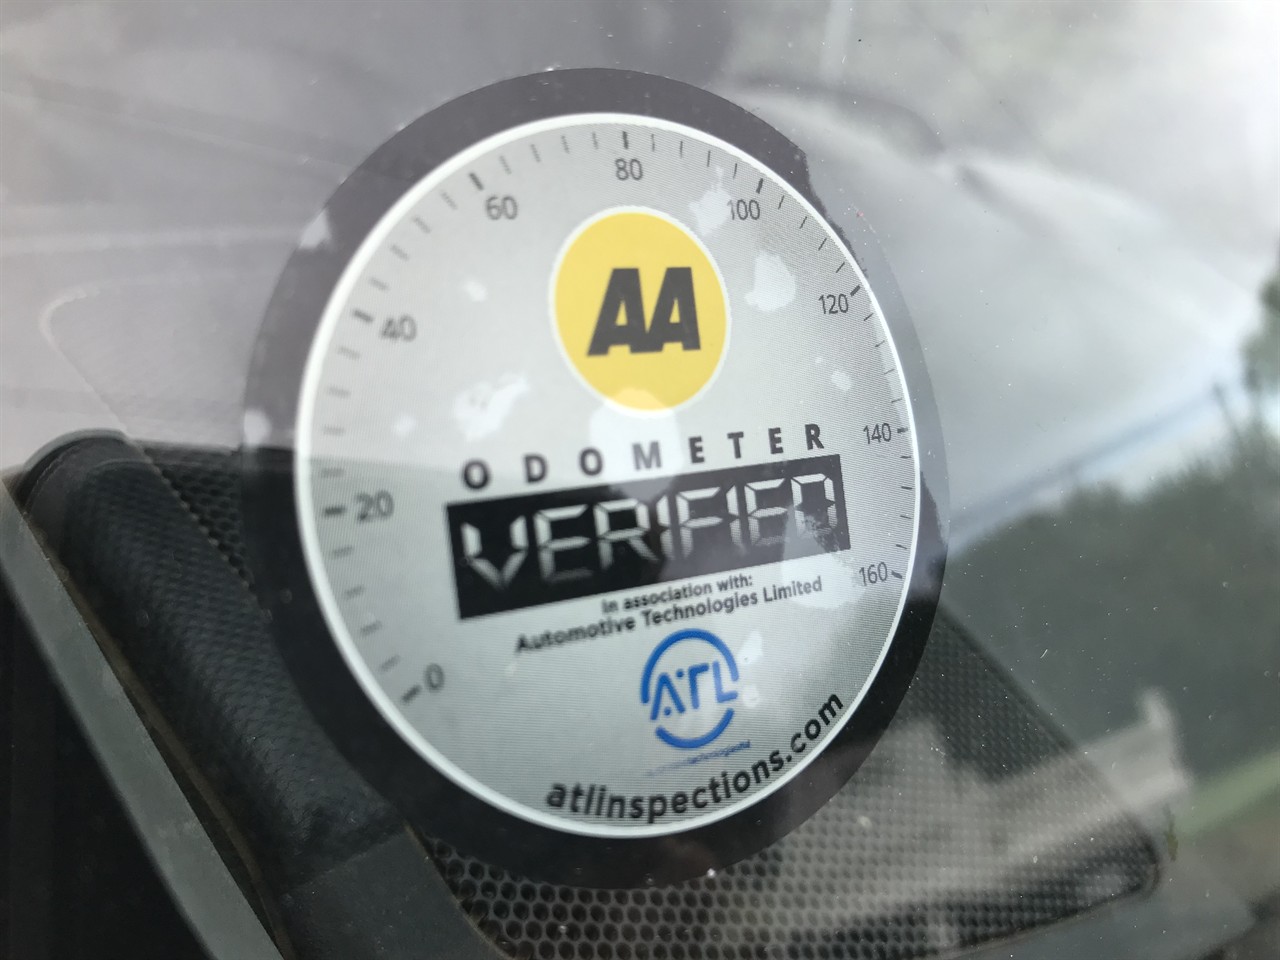 80
60
100
AA
120
40
ODOMETER
140
VERIFIED
20
160
in association with:
Automotive Technologies Limited
ATL
0
atlinspections.com